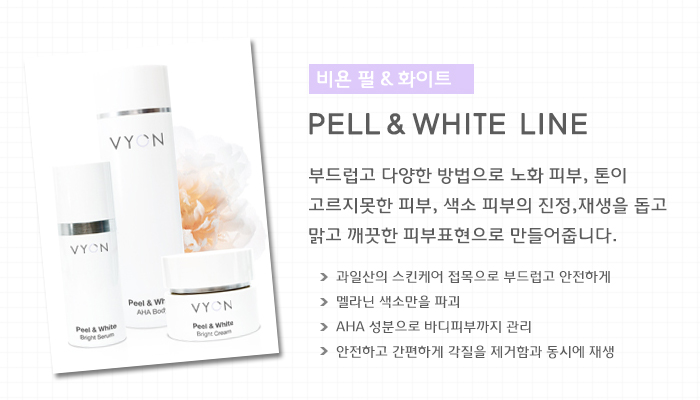 비욘 필 & 화이트
PELL & WHITE LINE
부드럽고 다양한 방법으로 노화 피부, 톤이
고르지못한 피부, 색소 피부의 진정,재생을 돕고
맑고 깨끗한 피부표현으로 만들어줍니다.
> 과일산의 스킨케어 접목으로 부드럽고 안전하게
> 멜라닌 색소만을 파괴
> AHA 성분으로 바디피부까지 관리
> 안전하고 간편하게 각질을 제거함과 동시에 재생
VYON
Peel & Whit
AHA Body
VYON
Peel & White
Bright Serum
VYON
Peel & White
Bright Cream